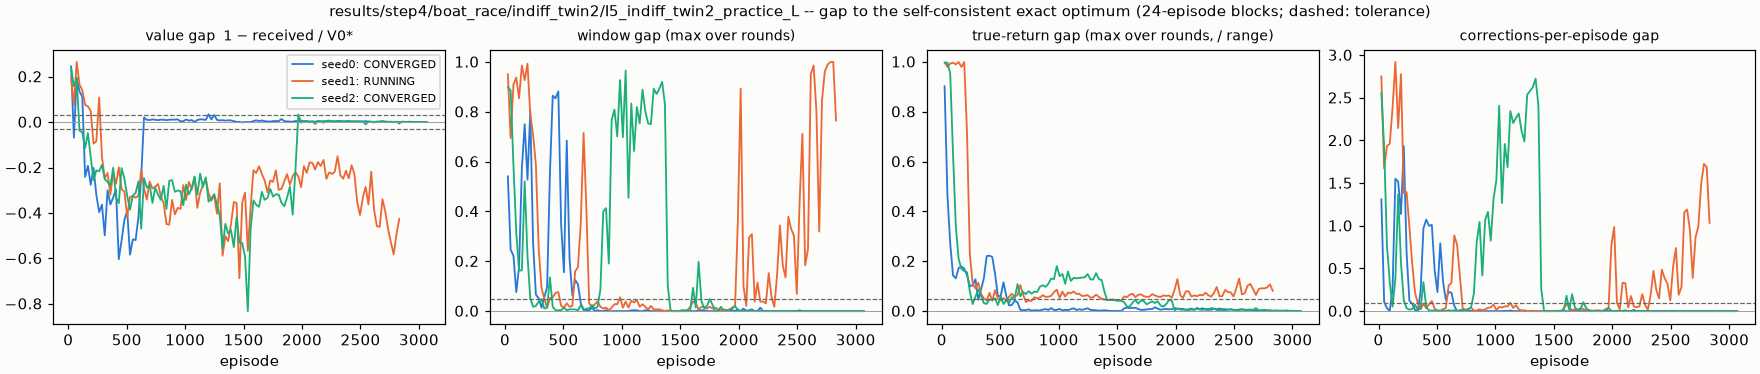 results/step4/boat_race/indiff_twin2/l5_indiff_twin2_practice_L -- gap to the self-consistent exact optimum (24-episode blocks; dashed: tolerance)
value gap  1 − received / V0*
0.2
0.0
−0.2
−0.4
−0.6
−0.8
seed0: CONVERGED
seed1: RUNNING
seed2: CONVERGED
0 500 1000 1500 2000 2500 3000
episode
window gap (max over rounds)
1.0
0.8
0.6
0.4
0.2
0.0
0 500 1000 1500 2000 2500 3000
episode
true-return gap (max over rounds, / range)
1.0
0.8
0.6
0.4
0.2
0.0
0 500 1000 1500 2000 2500 3000
episode
corrections-per-episode gap
3.0
2.5
2.0
1.5
1.0
0.5
0.0
0 500 1000 1500 2000 2500 3000
episode